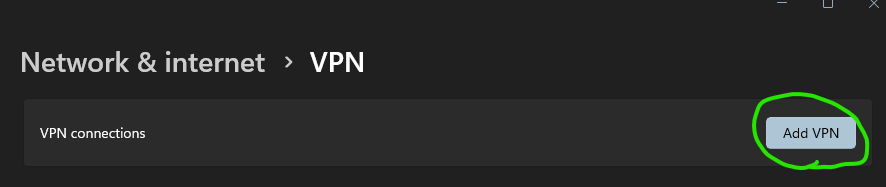 Network & internet > VPN
VPN connections
Add VPN